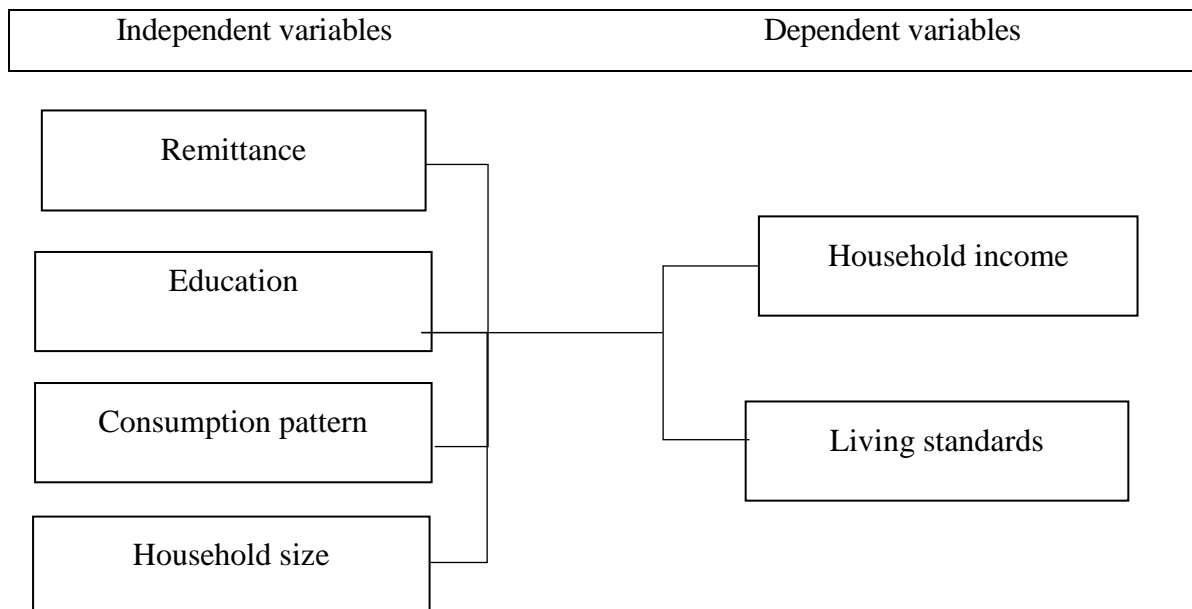 Independent variables Dependent variables
Remittance
Education
Consumption pattern
Household size
Household income
Living standards